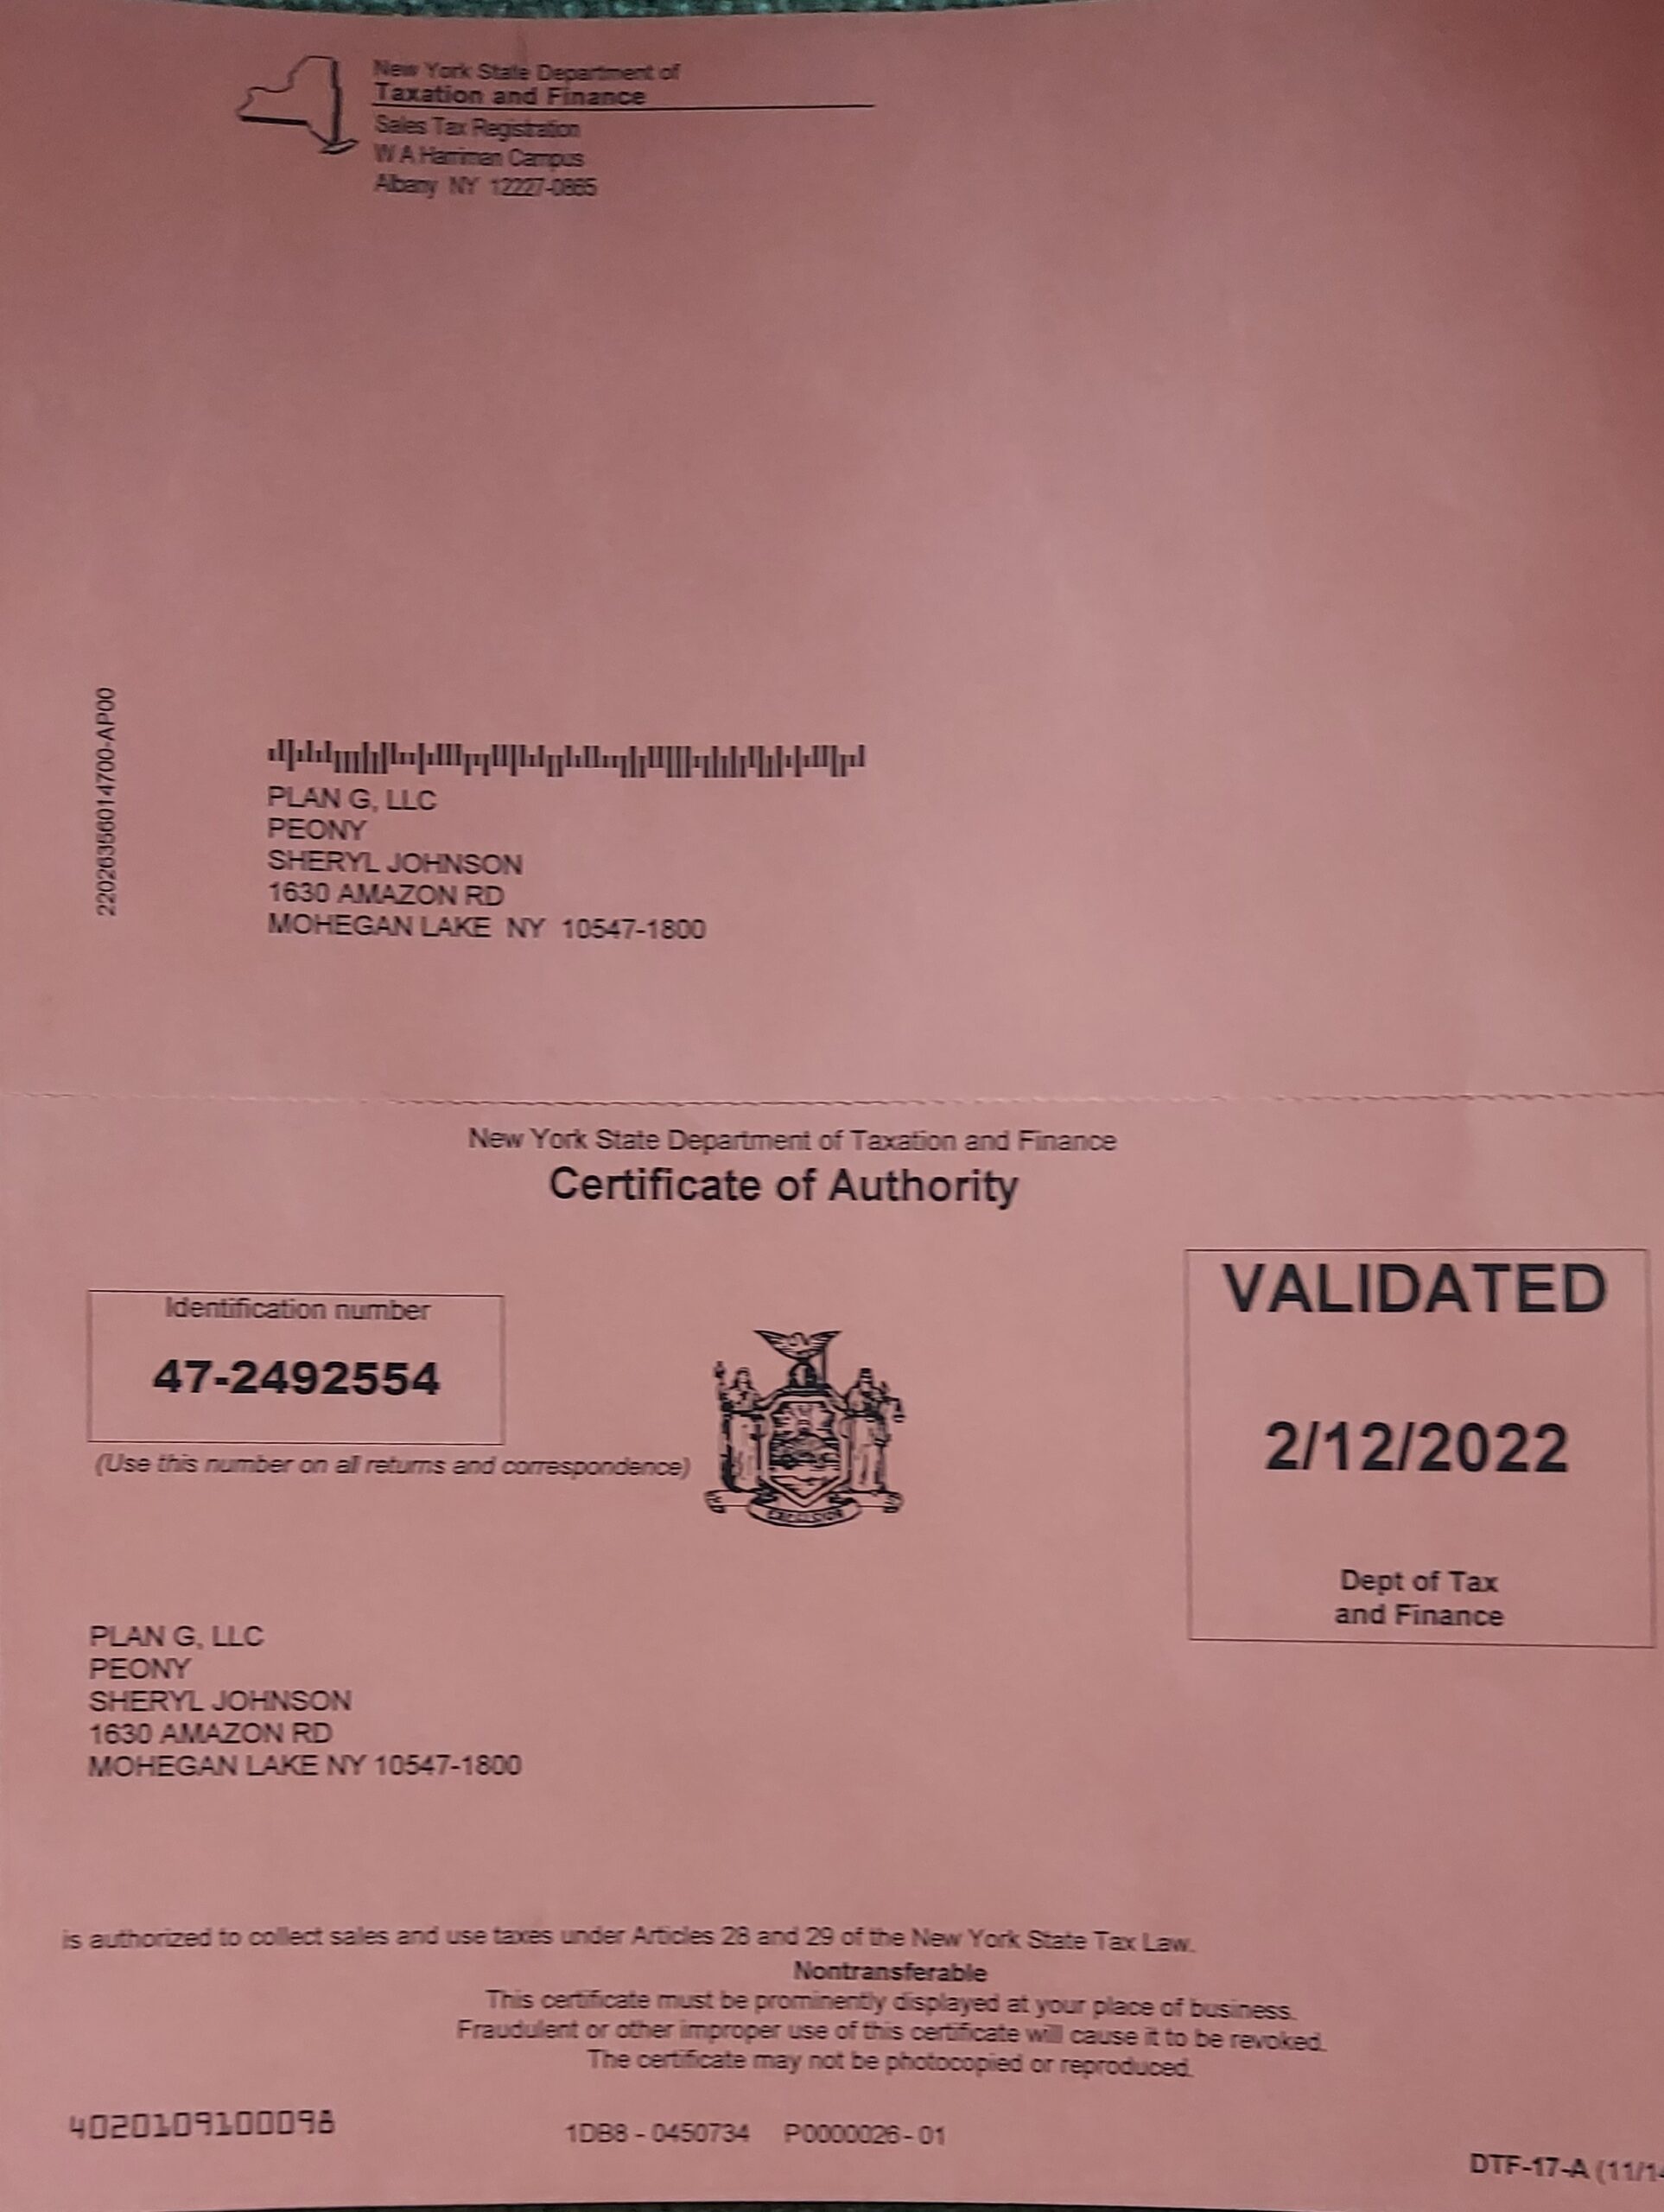 New York State Department of
Taxation and Finance
Sales Tax Registration
W A Harriman Campus
Albany NY 12227-0865
22026356014700-AP00
PLAN G, LLC
PEONY
SHERYL JOHNSON
1630 AMAZON RD
MOHEGAN LAKE NY 10547-1800
New York State Department of Taxation and Finance
Certificate of Authority
Identification number
47-2492554
(Use this number on all returns and correspondence)
EXCELSIOR
VALIDATED
2/12/2022
Dept of Tax
and Finance
PLAN G, LLC
PEONY
SHERYL JOHNSON
1630 AMAZON RD
MOHEGAN LAKE NY 10547-1800
is authorized to collect sales and use taxes under Articles 28 and 29 of the New York State Tax Law.
Nontransferable
This certificate must be prominently displayed at your place of business.
Fraudulent or other improper use of this certificate will cause it to be revoked.
The certificate may not be photocopied or reproduced.
4020109100098
1DB8 - 0450734 P0000026 - 01
DTF-17-A (11/1